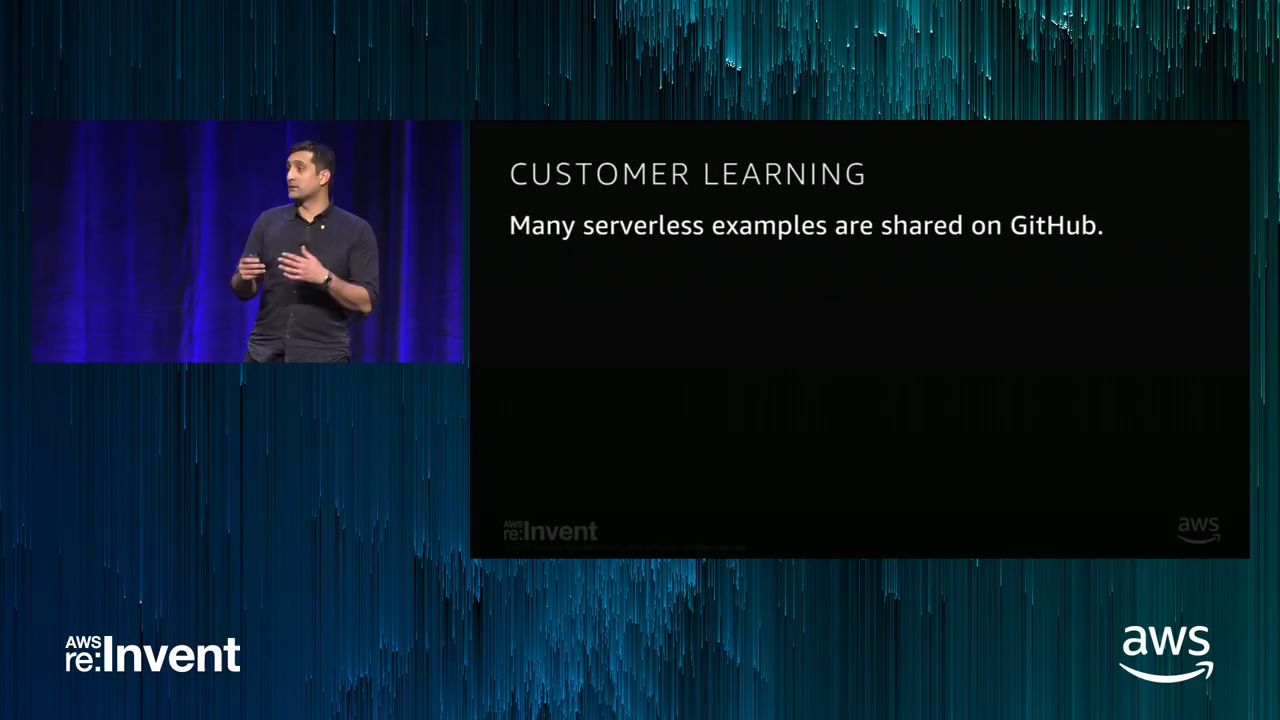 CUSTOMER LEARNING
Many serverless examples are shared on GitHub.
AWS
re:Invent
aws
AWS
re:Invent
aws